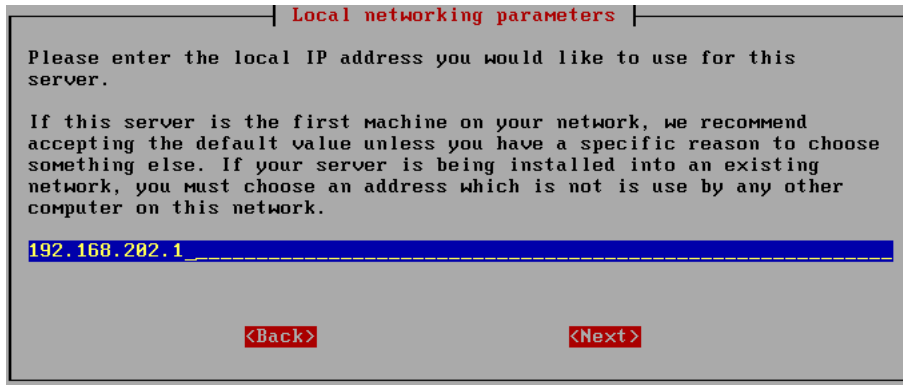 Local networking parameters
Please enter the local IP address you would like to use for this
server.
If this server is the first machine on your network, we recommend
accepting the default value unless you have a specific reason to choose
something else. If your server is being installed into an existing
network, you must choose an address which is not is use by any other
computer on this network.
192.168.202.1
<Back> <Next>